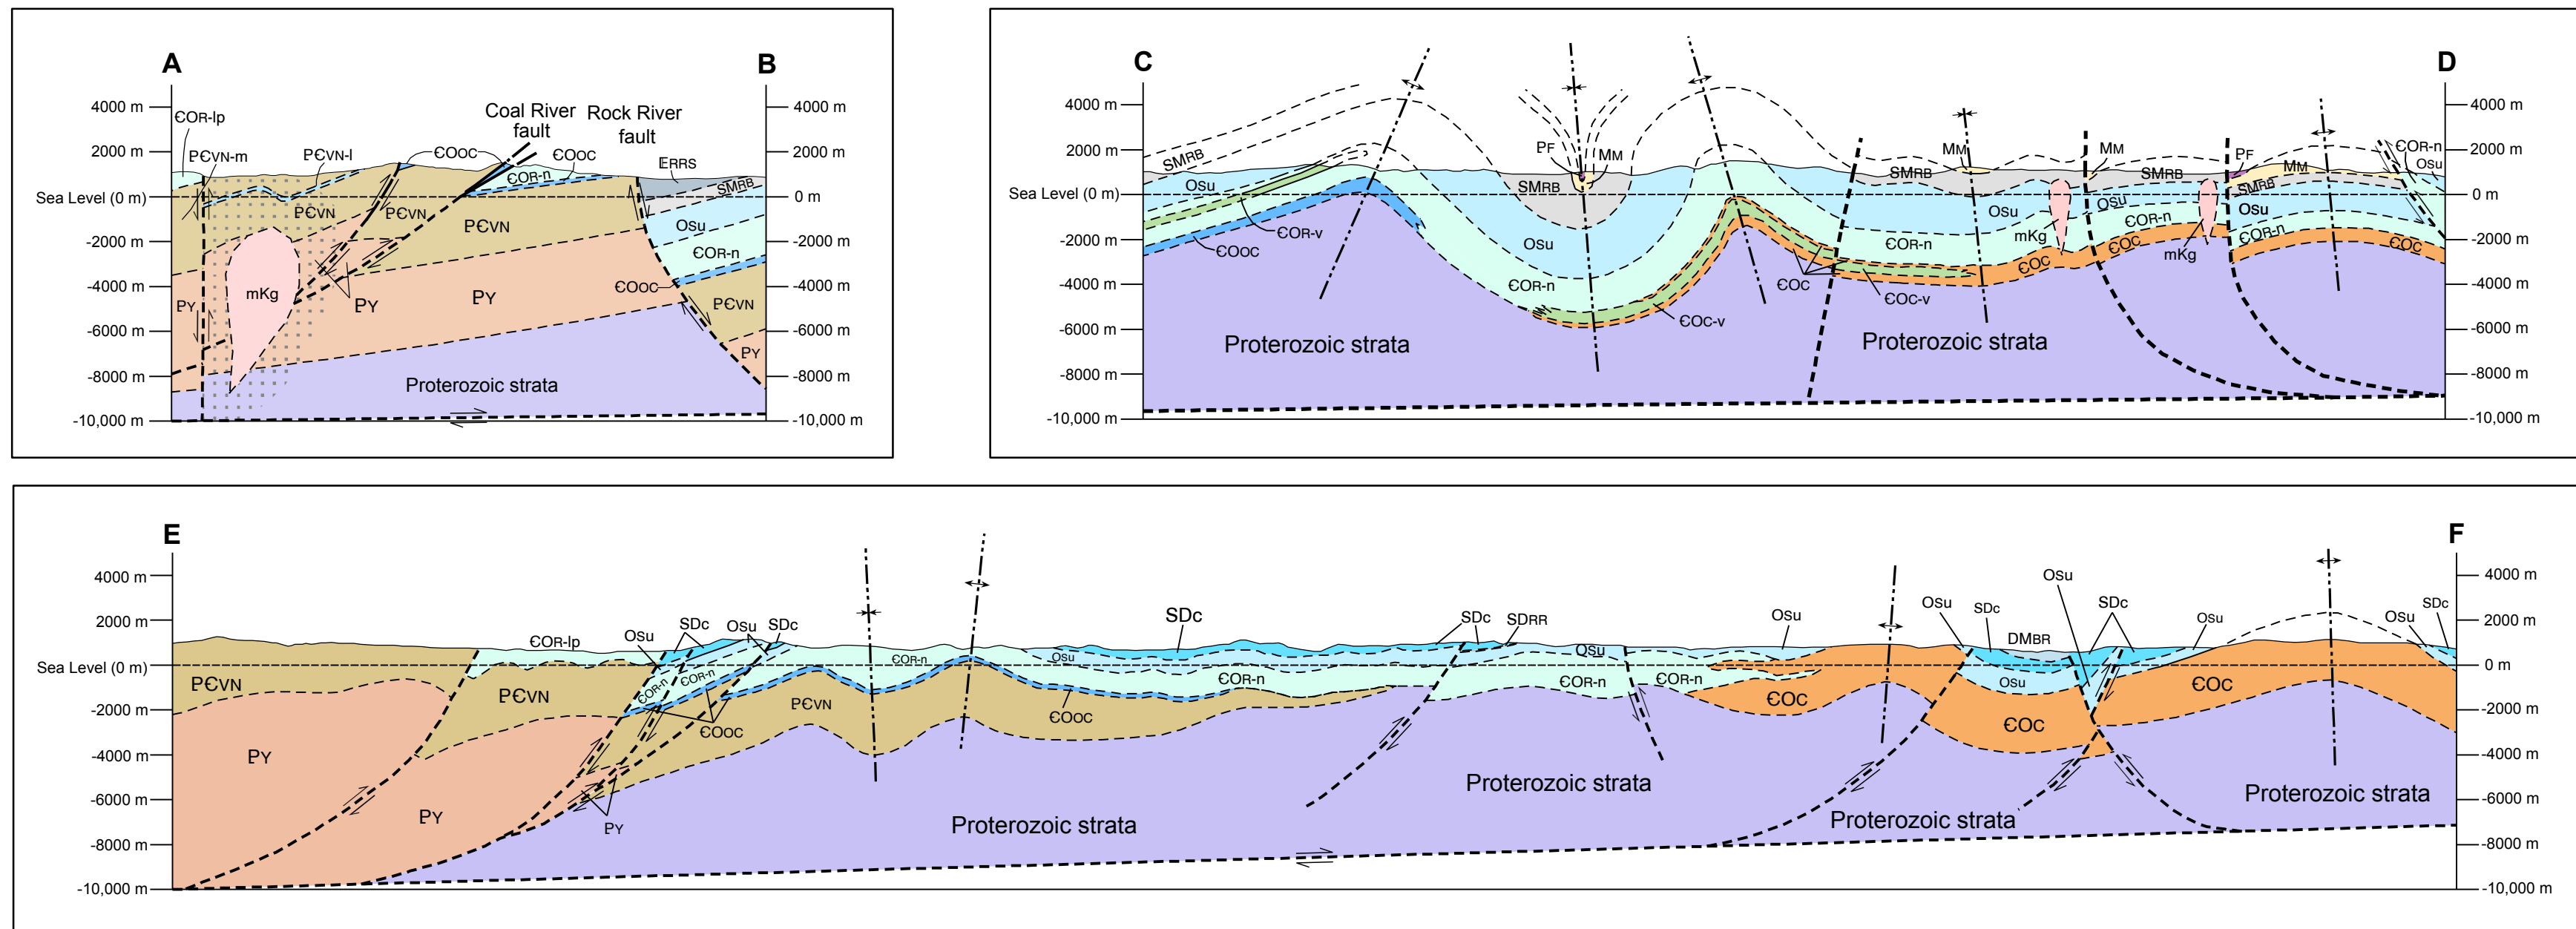 A
B
4000 m
2000 m
Sea Level (0 m)
-2000 m
-4000 m
-6000 m
-8000 m
-10,000 m
ЄOR-lp
PЄVN-m
PЄVN-l
ЄOOC
Coal River
fault
Rock River
fault
ЄOOC
ЄOR-n
ERRS
SMRB
PЄVN
PЄVN
PЄVN
OSU
ЄOR-n
ЄOOC
PЄVN
mKg
PY
PY
PY
PY
Proterozoic strata
4000 m
2000 m
0 m
-2000 m
-4000 m
-6000 m
-8000 m
-10,000 m
C
D
4000 m
2000 m
Sea Level (0 m)
-2000 m
-4000 m
-6000 m
-8000 m
-10,000 m
SMRB
Osu
ЄOR-v
ЄOOC
PF
MM
SMRB
Osu
ЄOR-n
ЄOC-v
ЄOC
ЄOC-v
MM
SMRB
Osu
ЄOR-n
mKg
ЄOC
MM
SMRB
Osu
ЄOR-n
ЄOC
mKg
PF
MM
SMRB
Osu
ЄOR-n
ЄOC
ЄOR-n
Osu
Proterozoic strata
Proterozoic strata
4000 m
2000 m
0 m
-2000 m
-4000 m
-6000 m
-8000 m
-10,000 m
E
F
4000 m
2000 m
Sea Level (0 m)
-2000 m
-4000 m
-6000 m
-8000 m
-10,000 m
PЄVN
PY
ЄOR-lp
PЄVN
PY
Osu
SDc
Osu
SDc
ЄOR-n
ЄOR-n
ЄOOC
PY
PЄVN
ЄOR-n
Osu
SDc
ЄOR-n
ЄOOC
SDc
SDRR
Osu
ЄOR-n
ЄOR-n
Osu
ЄOC
Osu
SDc
DMBR
Osu
SDc
Osu
Osu
ЄOC
ЄOC
Osu
SDc
Proterozoic strata
Proterozoic strata
Proterozoic strata
Proterozoic strata
4000 m
2000 m
0 m
-2000 m
-4000 m
-6000 m
-8000 m
-10,000 m